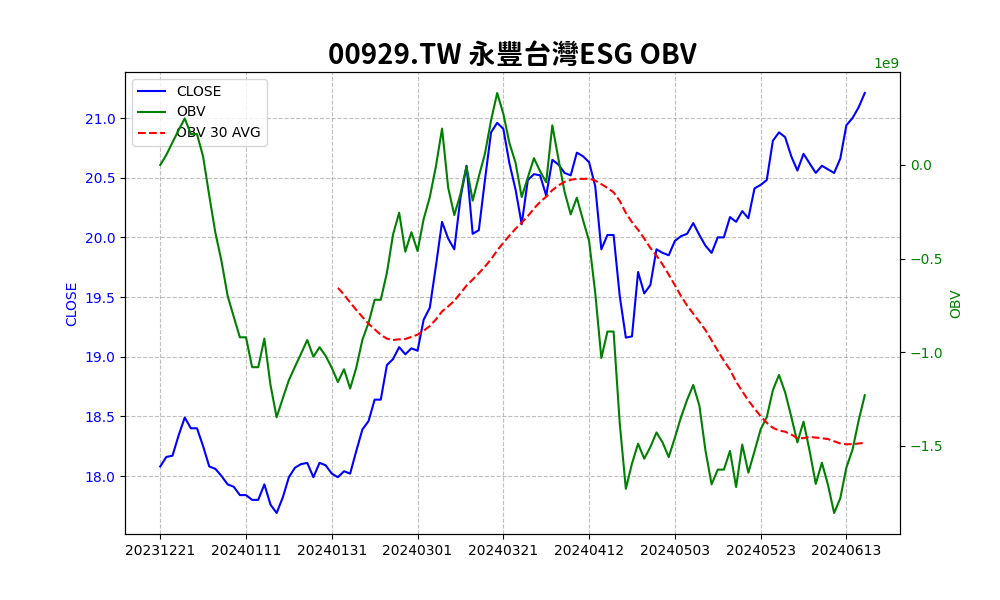 00929.TW 永豐台灣ESG OBV
1e9
CLOSE
OBV
OBV 30 AVG
21.0
20.5
20.0
19.5
19.0
18.5
18.0
CLOSE
0.0
−0.5
−1.0
−1.5
OBV
20231221 20240111 20240131 20240301 20240321 20240412 20240503 20240523 20240613